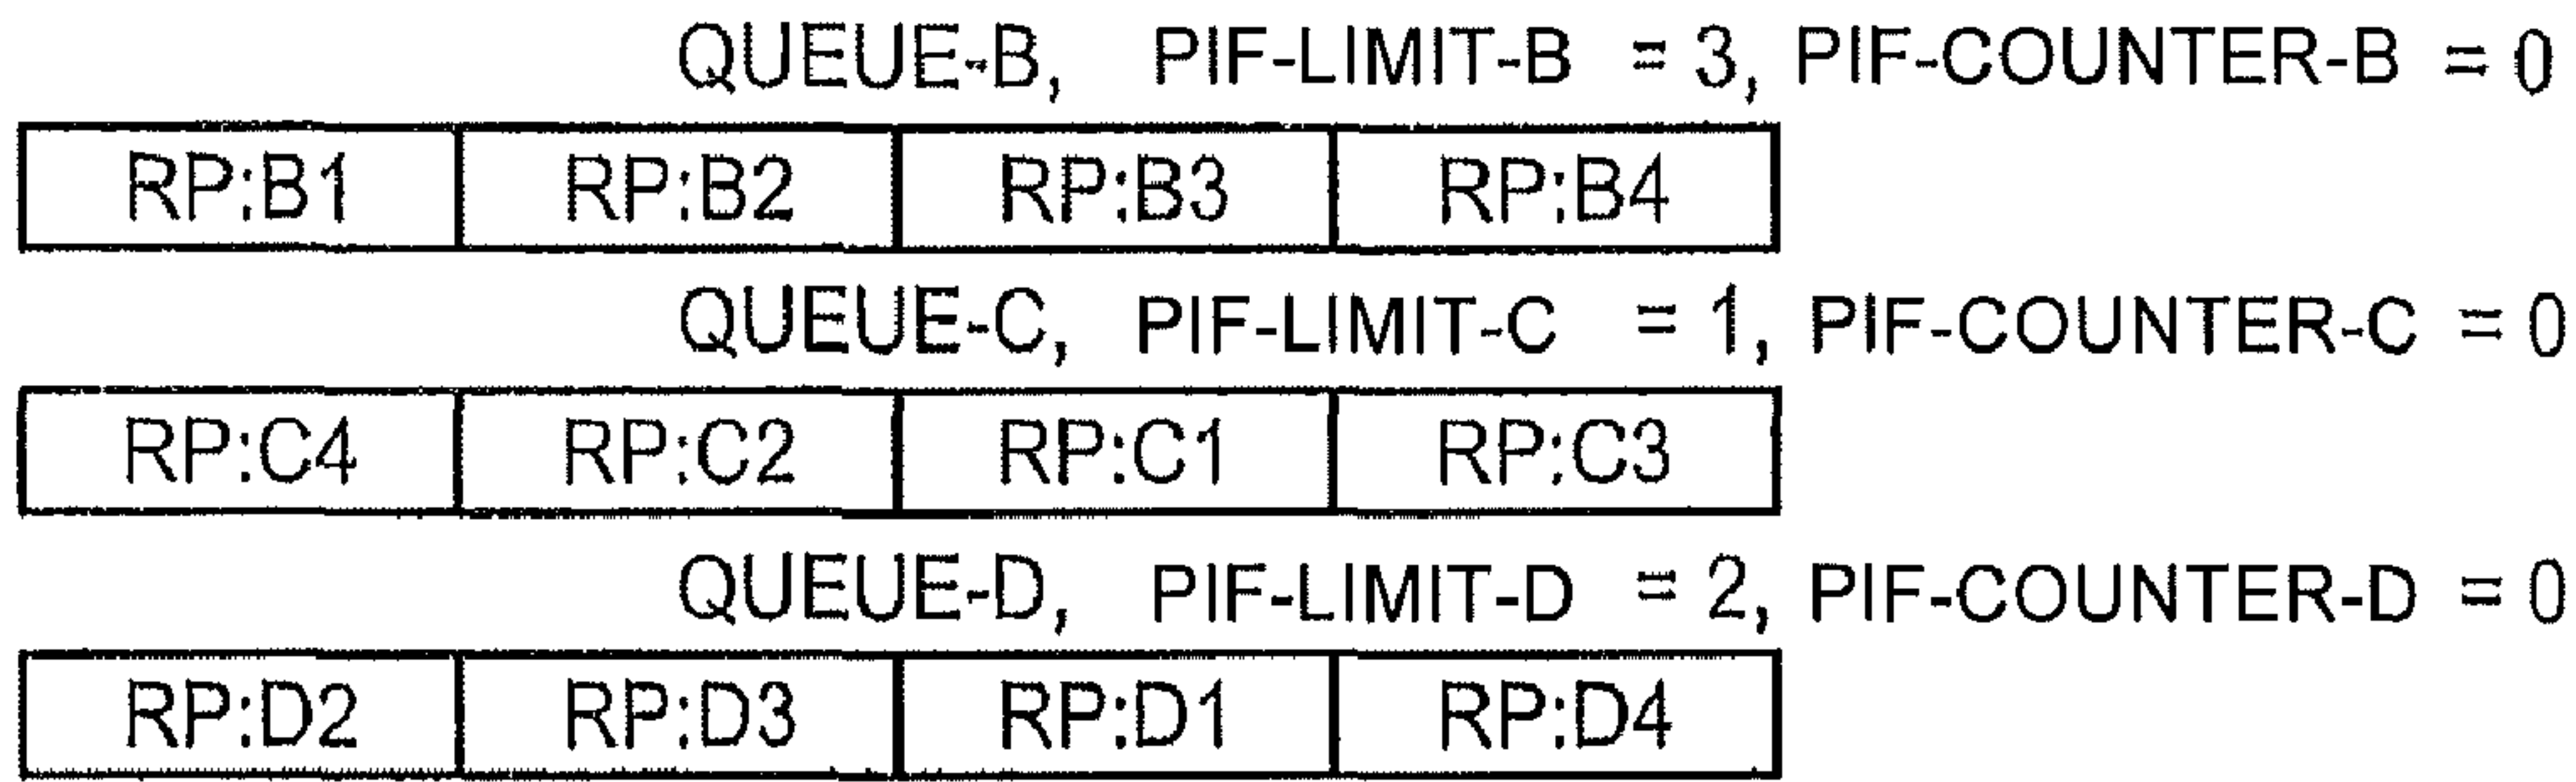 QUEUE-B, PIF-LIMIT-B = 3, PIF-COUNTER-B = 0
RP:B1 RP:B2 RP:B3 RP:B4
QUEUE-C, PIF-LIMIT-C = 1, PIF-COUNTER-C = 0
RP:C4 RP:C2 RP:C1 RP:C3
QUEUE-D, PIF-LIMIT-D = 2, PIF-COUNTER-D = 0
RP:D2 RP:D3 RP:D1 RP:D4